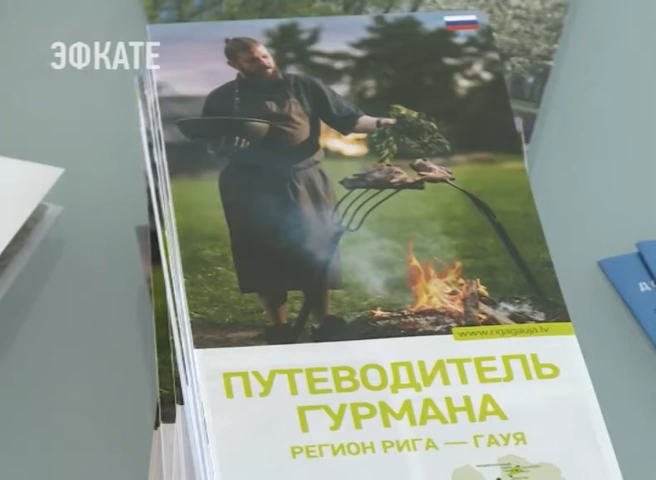 ЭФКАТЕ
www.rigagauja.lv
ПУТЕВОДИТЕЛЬ
ГУРМАНА
РЕГИОН РИГА — ГАУЯ